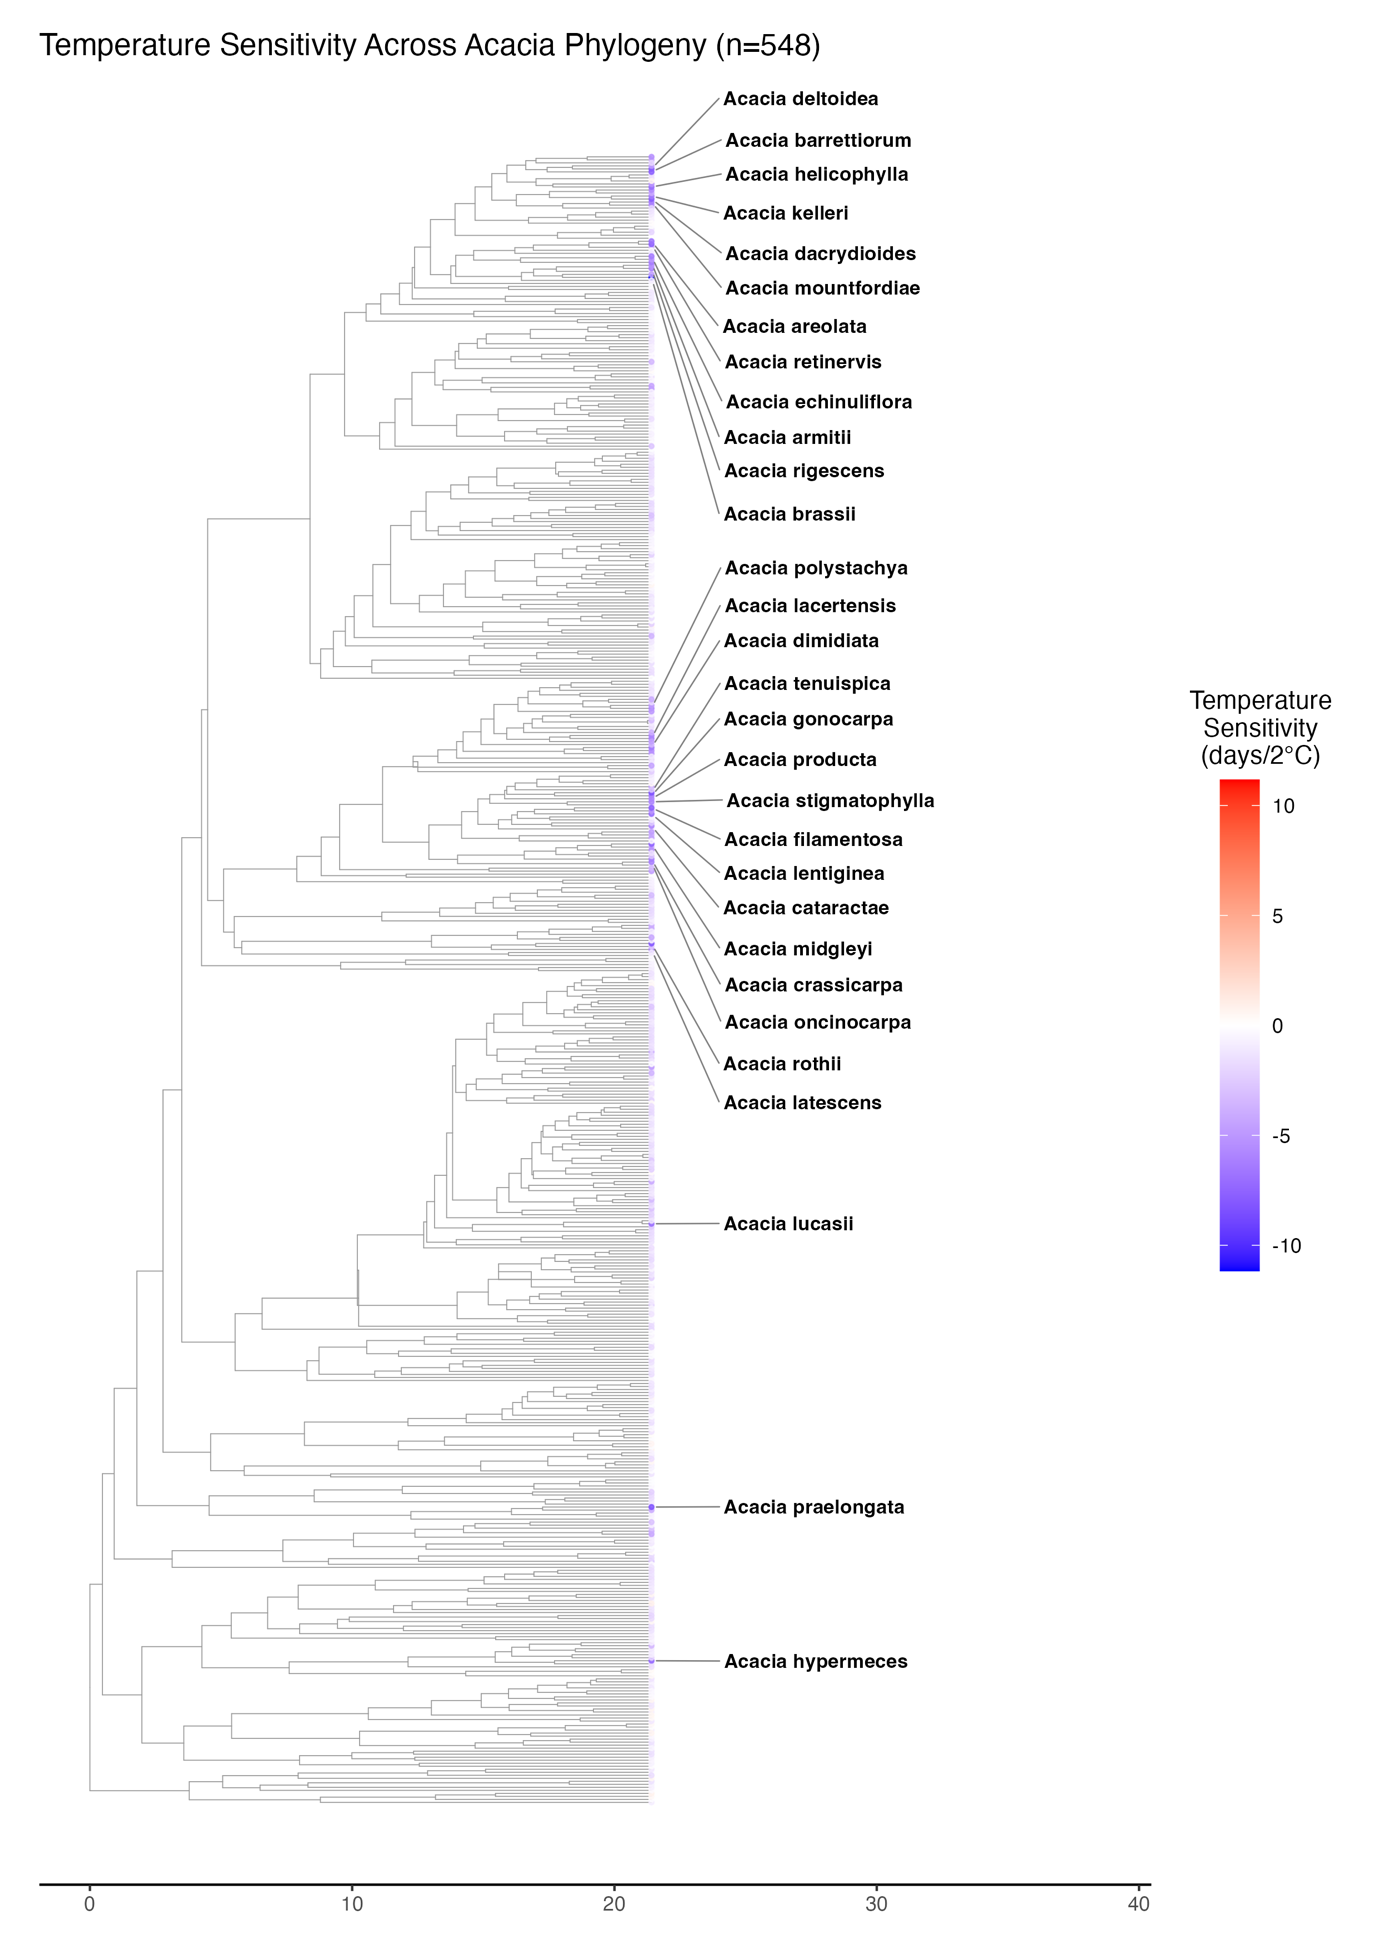 Temperature Sensitivity Across Acacia Phylogeny (n=548)
Acacia deltoidea
Acacia barrettiorum
Acacia helicophylla
Acacia kelleri
Acacia dacrydioides
Acacia mountfordiae
Acacia areolata
Acacia retinervis
Acacia echinuliflora
Acacia armitii
Acacia rigescens
Acacia brassii
Acacia polystachya
Acacia lacertensis
Acacia dimidiata
Acacia tenuispica
Acacia gonocarpa
Acacia producta
Acacia stigmatophylla
Acacia filamentosa
Acacia lentiginea
Acacia cataractae
Acacia midgleyi
Acacia crassicarpa
Acacia oncinocarpa
Acacia rothii
Acacia latescens
Acacia lucasii
Acacia praelongata
Acacia hypermeces
Temperature
Sensitivity
(days/2°C)
10
5
0
-5
-10
0 10 20 30 40